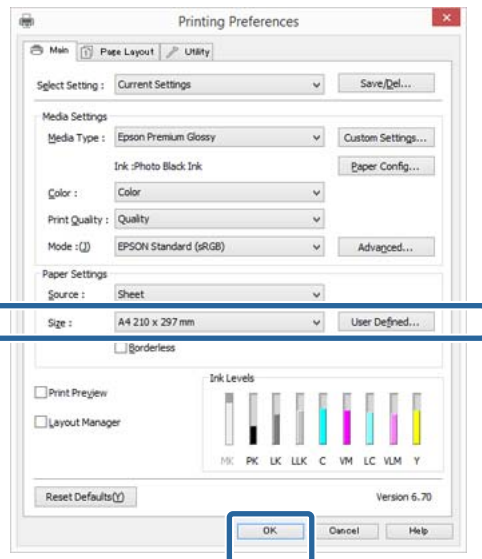 Printing Preferences
Main Page Layout Utility
Select Setting : Current Settings Save/Del...
Media Settings
Media Type : Epson Premium Glossy Custom Settings...
Ink :Photo Black Ink Paper Config...
Color : Color
Print Quality : Quality
Mode :(J) EPSON Standard (sRGB) Advanced...
Paper Settings
Source : Sheet
Size : A4 210 x 297 mm User Defined...
Borderless
Print Preview
Ink Levels
Layout Manager
MK PK LK LLK C VM LC VLM Y
Reset Defaults(Y) Version 6.70
OK Cancel Help